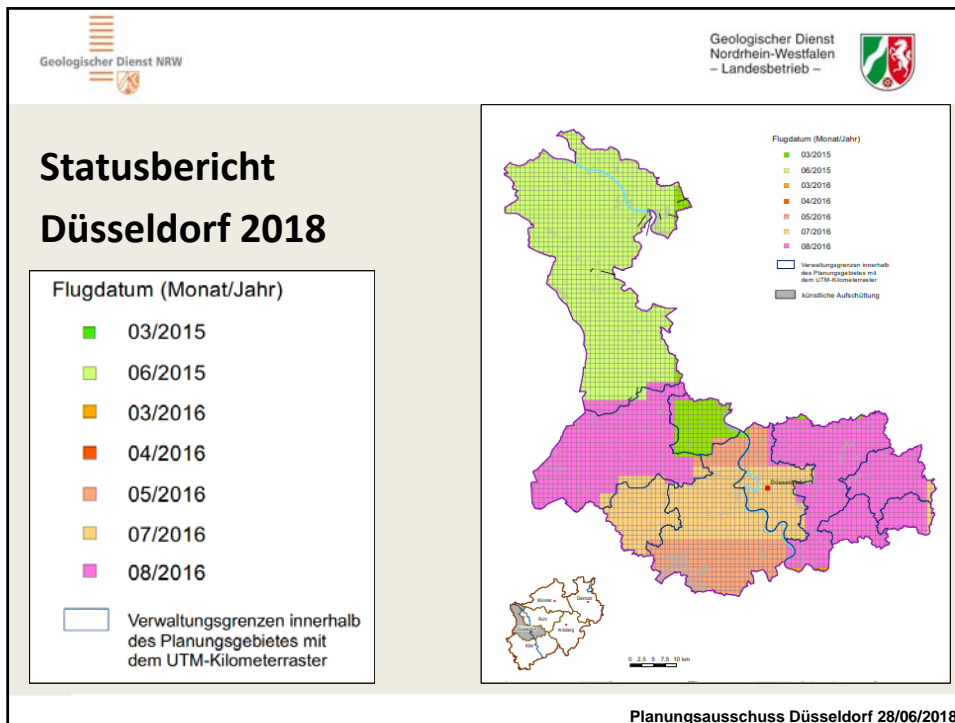 Geologischer Dienst NRW
Geologischer Dienst
Nordrhein-Westfalen
– Landesbetrieb –
Statusbericht
Düsseldorf 2018
Flugdatum (Monat/Jahr)
03/2015
06/2015
03/2016
04/2016
05/2016
07/2016
08/2016
Verwaltungsgrenzen innerhalb
des Planungsgebietes mit
dem UTM-Kilometerraster
Flugdatum (Monat/Jahr)
03/2015
06/2015
03/2016
04/2016
05/2016
07/2016
08/2016
Verwaltungsgrenzen innerhalb
des Planungsgebietes mit
dem UTM-Kilometerraster
künstliche Aufschüttung
Düsseldorf
Münster
Detmold
Ruhr
Arnsberg
Köln
0 2,5 5 7,5 10 km
Planungsausschuss Düsseldorf 28/06/2018